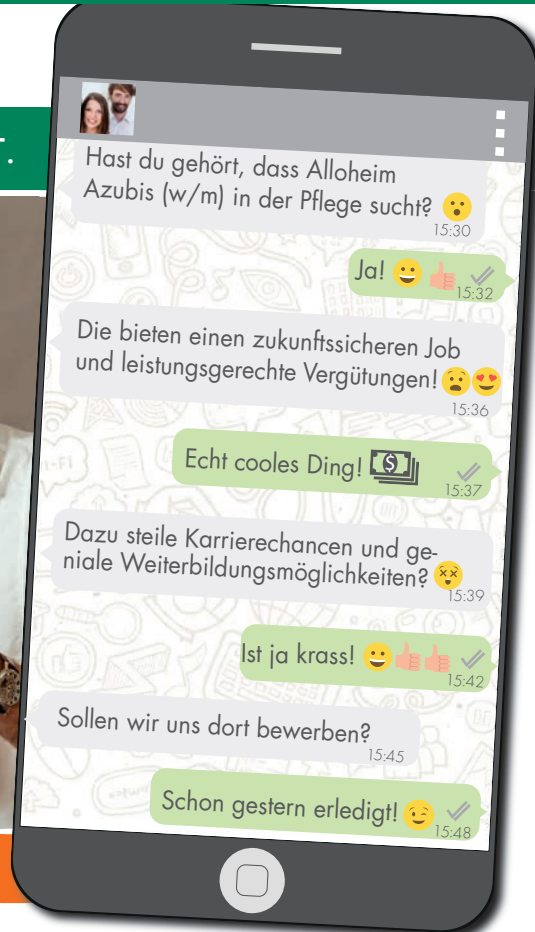 T.
Hast du gehört, dass Alloheim
Azubis (w/m) in der Pflege sucht? 😮
15:30
Ja! 😀👍
15:32
Die bieten einen zukunftssicheren Job
und leistungsgerechte Vergütungen! 😧😍
15:36
Echt cooles Ding! 💵
15:37
Dazu steile Karrierechancen und ge-
niale Weiterbildungsmöglichkeiten? 😵
15:39
Ist ja krass! 😀👍👍
15:42
Sollen wir uns dort bewerben?
15:45
Schon gestern erledigt! 😉
15:48